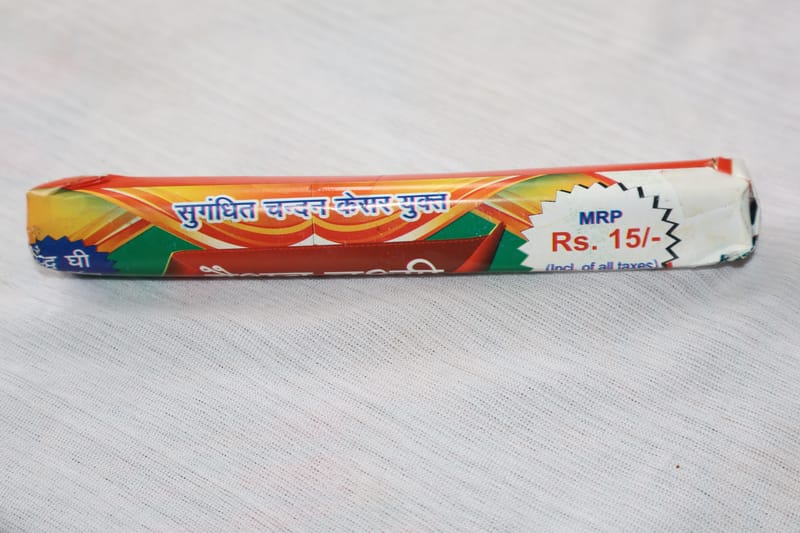 सुगंधित चन्दन केसर युक्त
घी
MRP
Rs. 15/-
(Incl. of all taxes)